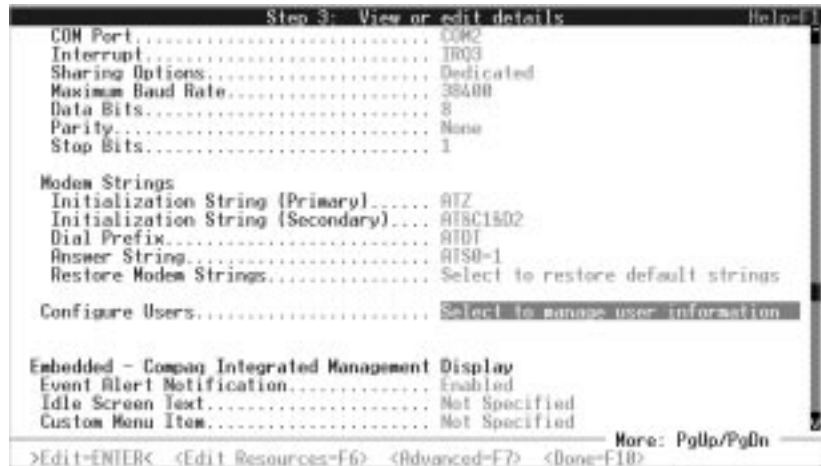 Step 3: View or edit details Help=F1
COM Port.............................. COM2
Interrupt............................. IRQ3
Sharing Options....................... Dedicated
Maximum Baud Rate..................... 38400
Data Bits............................. 8
Parity................................ None
Stop Bits............................. 1
Modem Strings
Initialization String (Primary)...... ATZ
Initialization String (Secondary).... AT&C1&D2
Dial Prefix........................... ATDT
Answer String......................... ATS0=1
Restore Modem Strings................ Select to restore default strings
Configure Users....................... Select to manage user information
Embedded - Compaq Integrated Management Display
Event Alert Notification............. Enabled
Idle Screen Text...................... Not Specified
Custom Menu Item...................... Not Specified
More: PgUp/PgDn
>Edit=ENTER< <Edit Resources=F6> <Advanced=F7> <Done=F10>